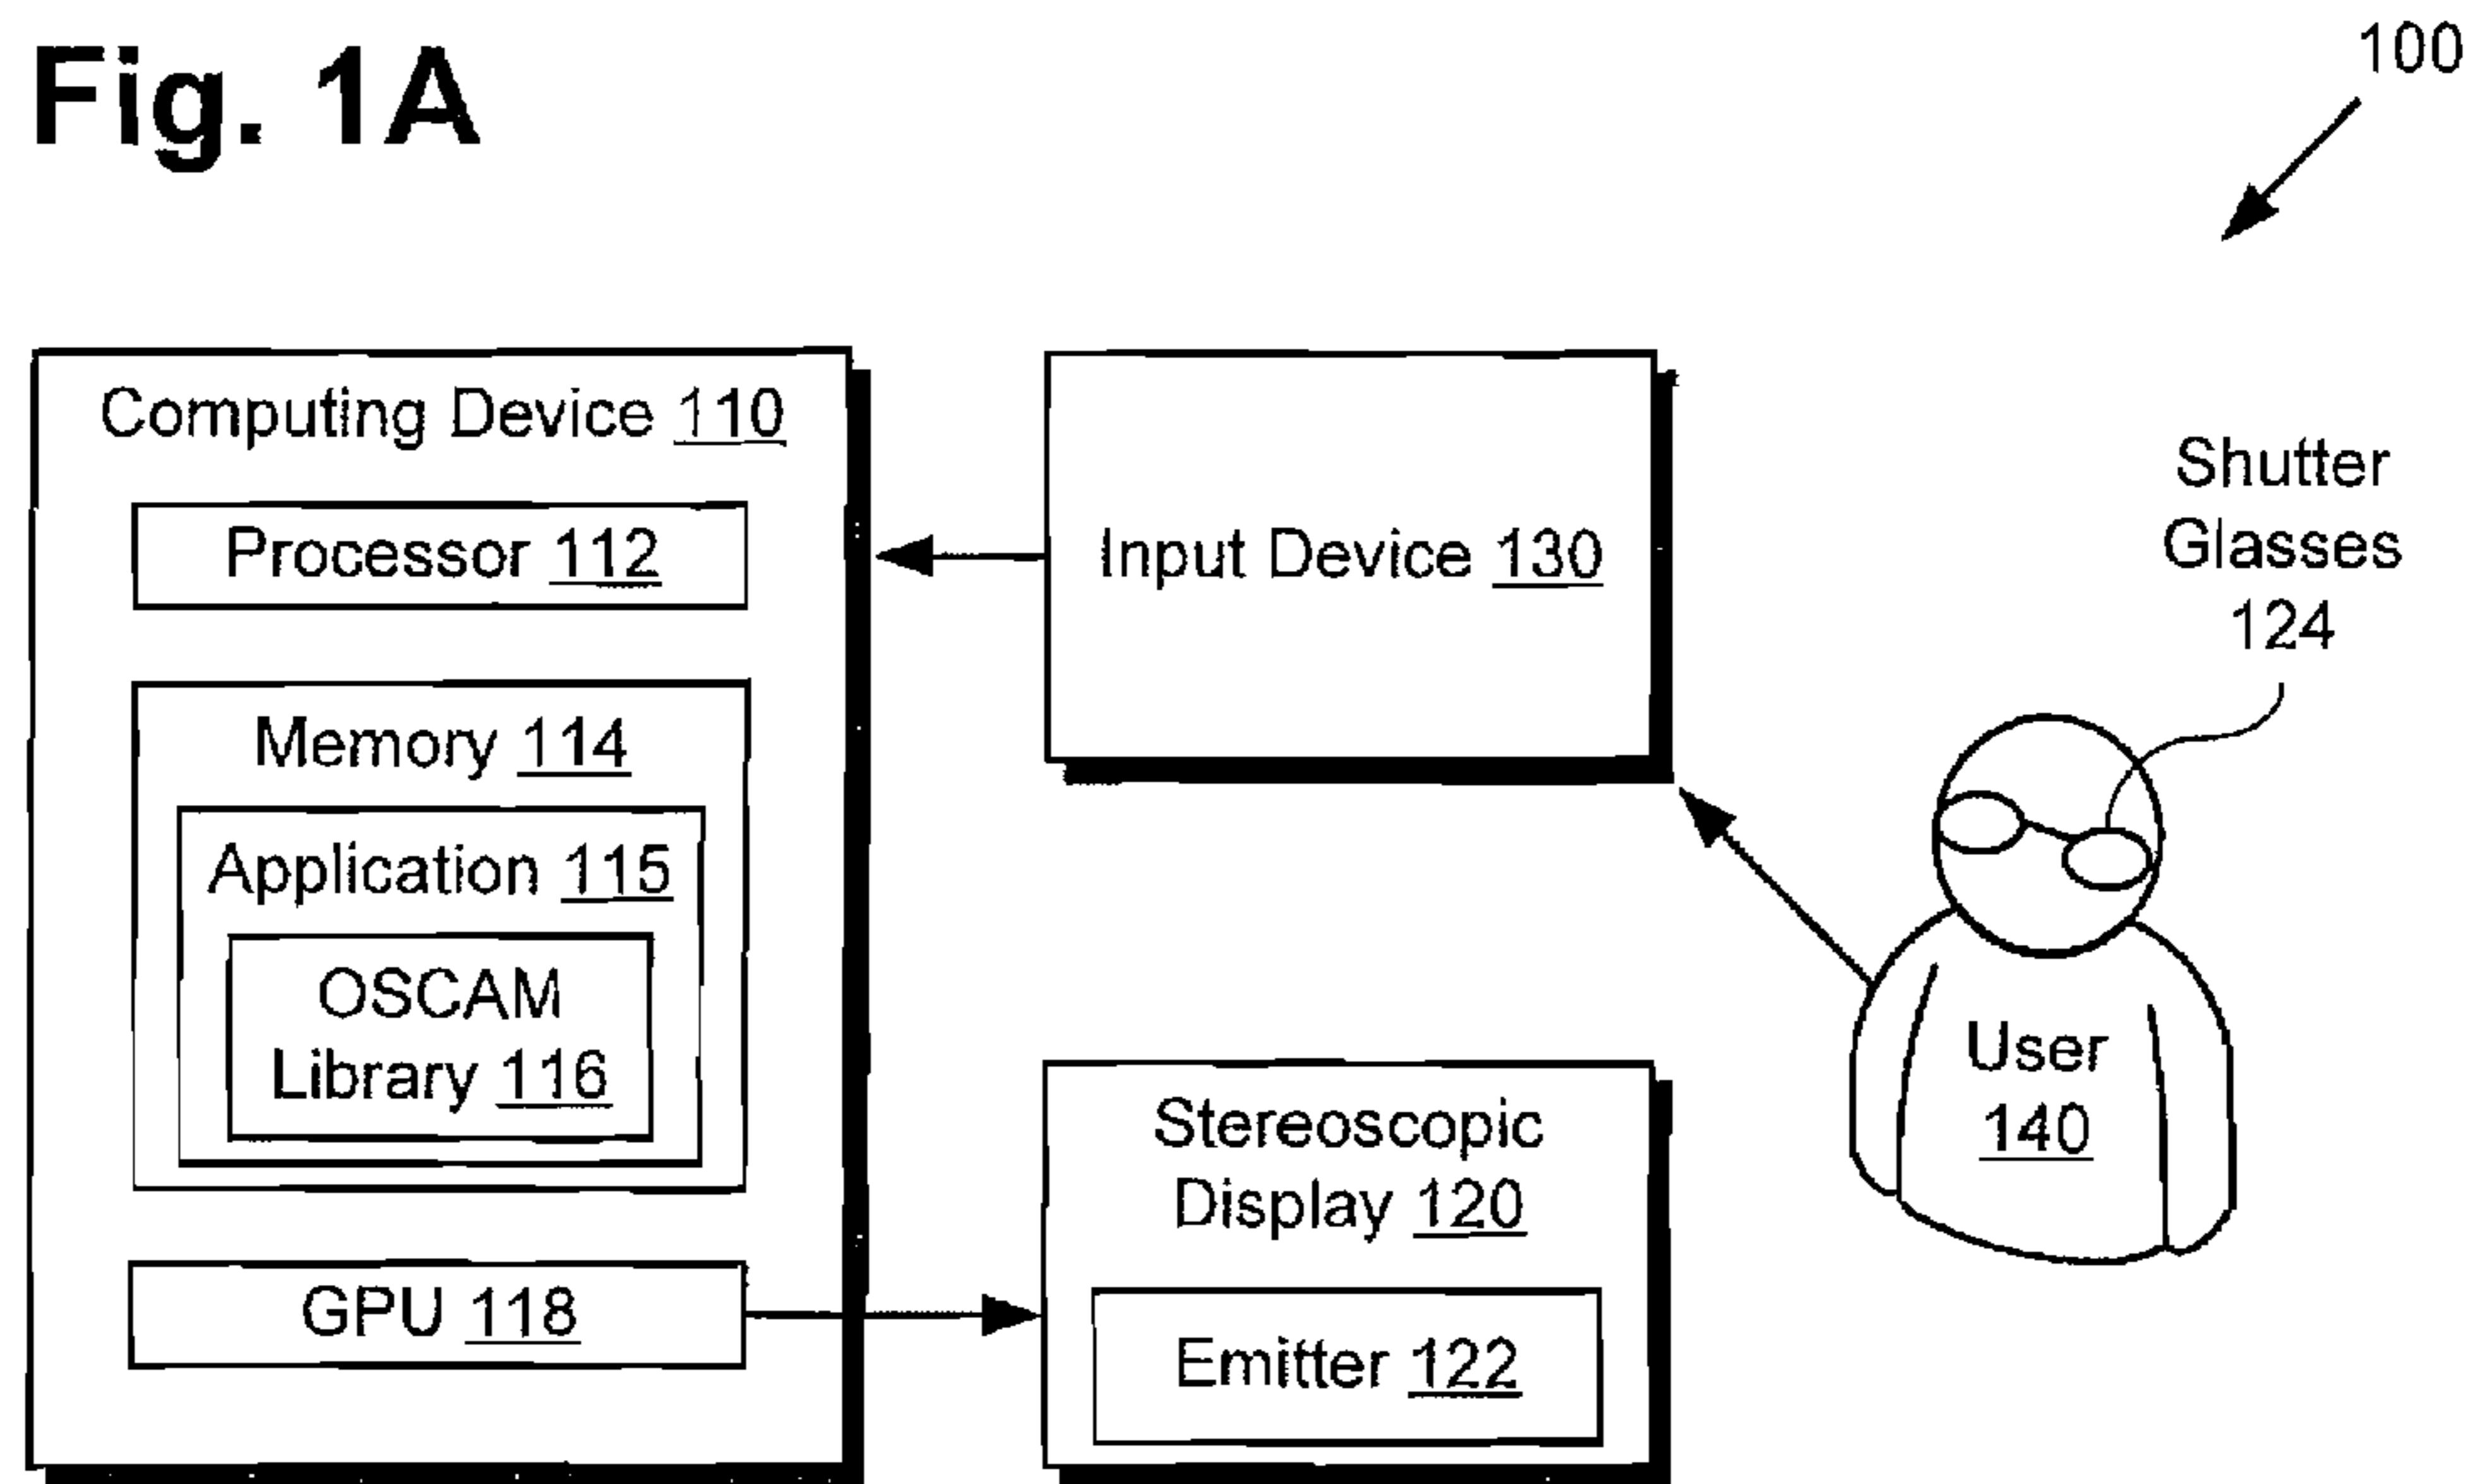 Fig. 1A
100
Computing Device 110
Processor 112
Memory 114
Application 115
OSCAM
Library 116
GPU 118
Input Device 130
Stereoscopic
Display 120
Emitter 122
Shutter
Glasses
124
User
140